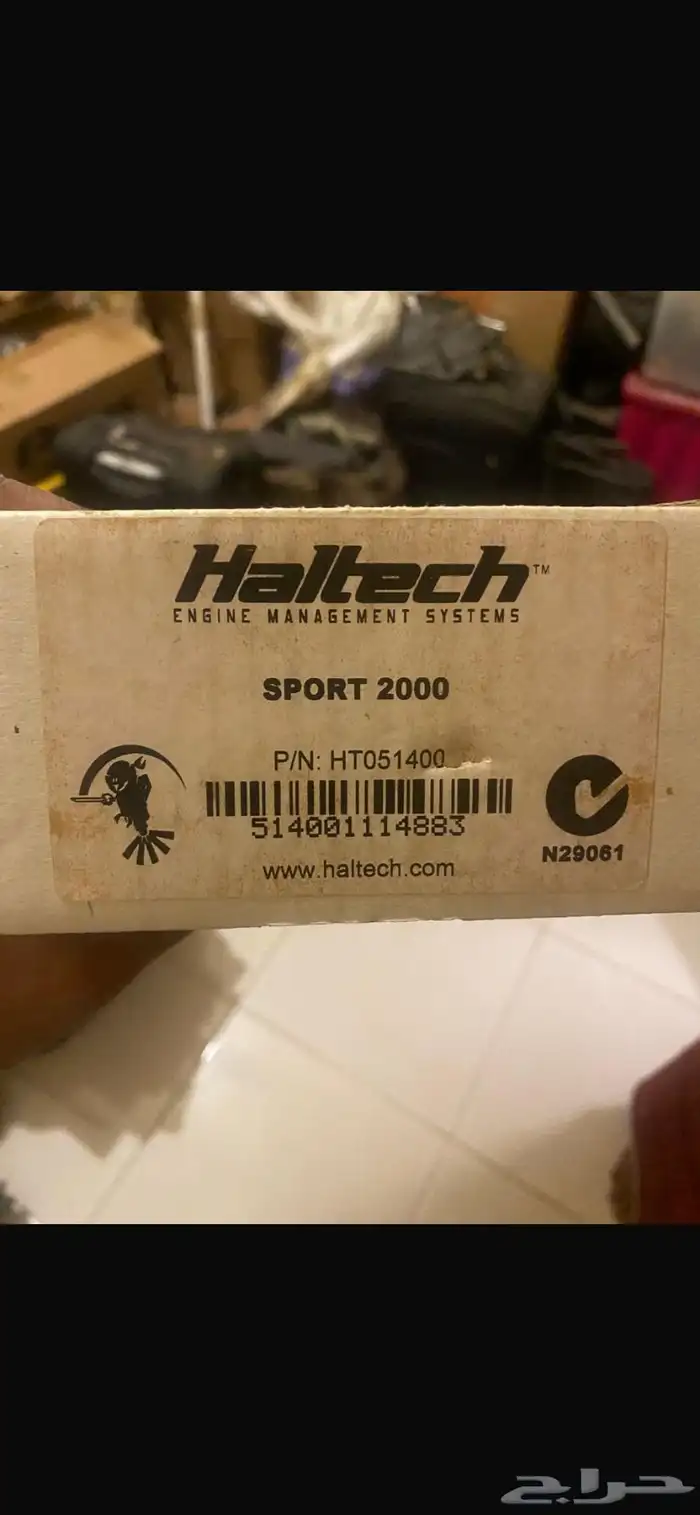 Haltech™
ENGINE MANAGEMENT SYSTEMS
SPORT 2000
P/N: HT051400
514001114883
N29061
www.haltech.com
حراج